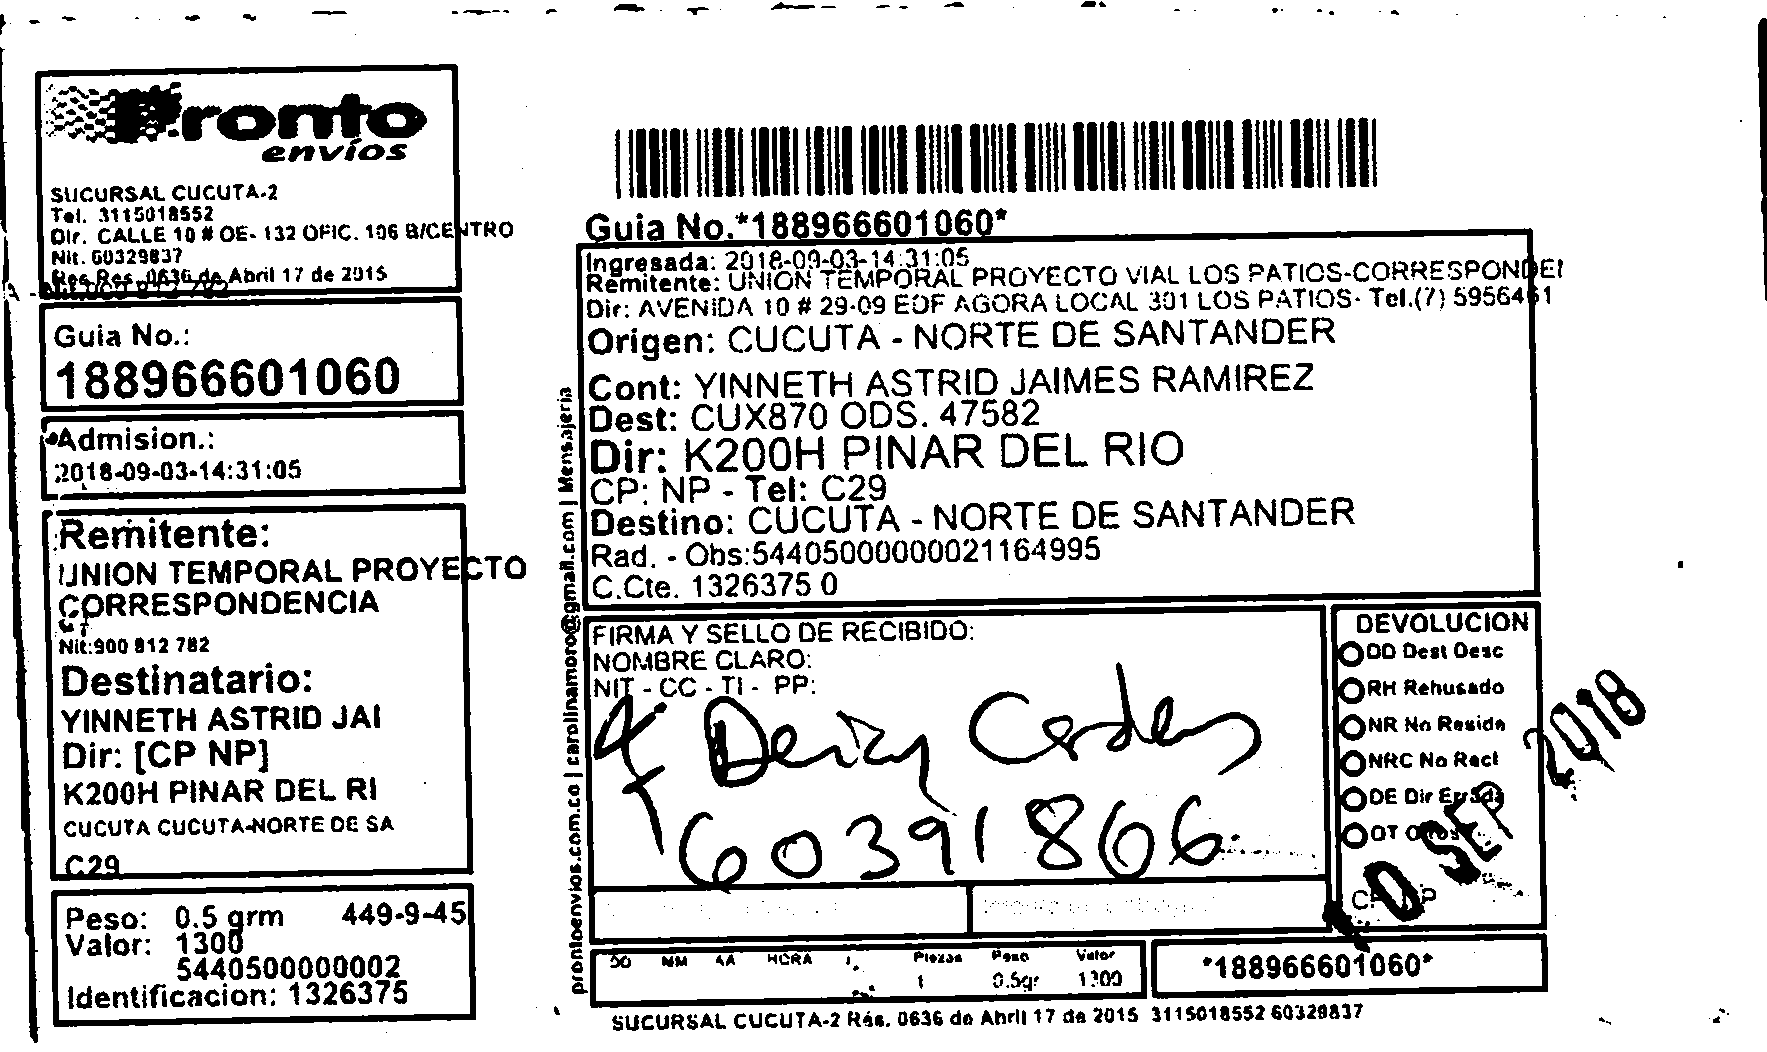 Pronto
envíos
SUCURSAL CUCUTA-2
Tel. 3115018552
Dir. CALLE 10 # OE- 132 OFIC. 106 B/CENTRO
Nit. 60329837
Res Res. 0636 de Abril 17 de 2015
Guia No.:
188966601060
Admision.:
2018-09-03-14:31:05
Remitente:
UNION TEMPORAL PROYECTO
CORRESPONDENCIA
Nit:900 812 782
Destinatario:
YINNETH ASTRID JAI
Dir: [CP NP]
K200H PINAR DEL RI
CUCUTA CUCUTA-NORTE DE SA
C29
Peso: 0.5 grm 449-9-45
Valor: 1300
5440500000002
Identificacion: 1326375
prontoenvios.com.co | carolinamoro@gmail.com | Mensajeria
Guia No.*188966601060*
Ingresada: 2018-09-03-14:31:05
Remitente: UNION TEMPORAL PROYECTO VIAL LOS PATIOS-CORRESPONDEN
Dir: AVENIDA 10 # 29-09 EOF AGORA LOCAL 301 LOS PATIOS- Tel.(7) 5956461
Origen: CUCUTA - NORTE DE SANTANDER
Cont: YINNETH ASTRID JAIMES RAMIREZ
Dest: CUX870 ODS. 47582
Dir: K200H PINAR DEL RIO
CP: NP - Tel: C29
Destino: CUCUTA - NORTE DE SANTANDER
Rad. - Obs:54405000000021164995
C.Cte. 1326375 0
FIRMA Y SELLO DE RECIBIDO:
NOMBRE CLARO:
NIT - CC - TI - PP:
60391866
DEVOLUCION
DD Dest Desc
RH Rehusado
NR No Reside
NRC No Recl
DE Dir Errada
OT Otros
SEP 2018
DD MM AA HORA Piezas Peso Valor
1 0.5gr 1300
*188966601060*
SUCURSAL CUCUTA-2 Res. 0636 de Abril 17 de 2015 3115018552 60329837